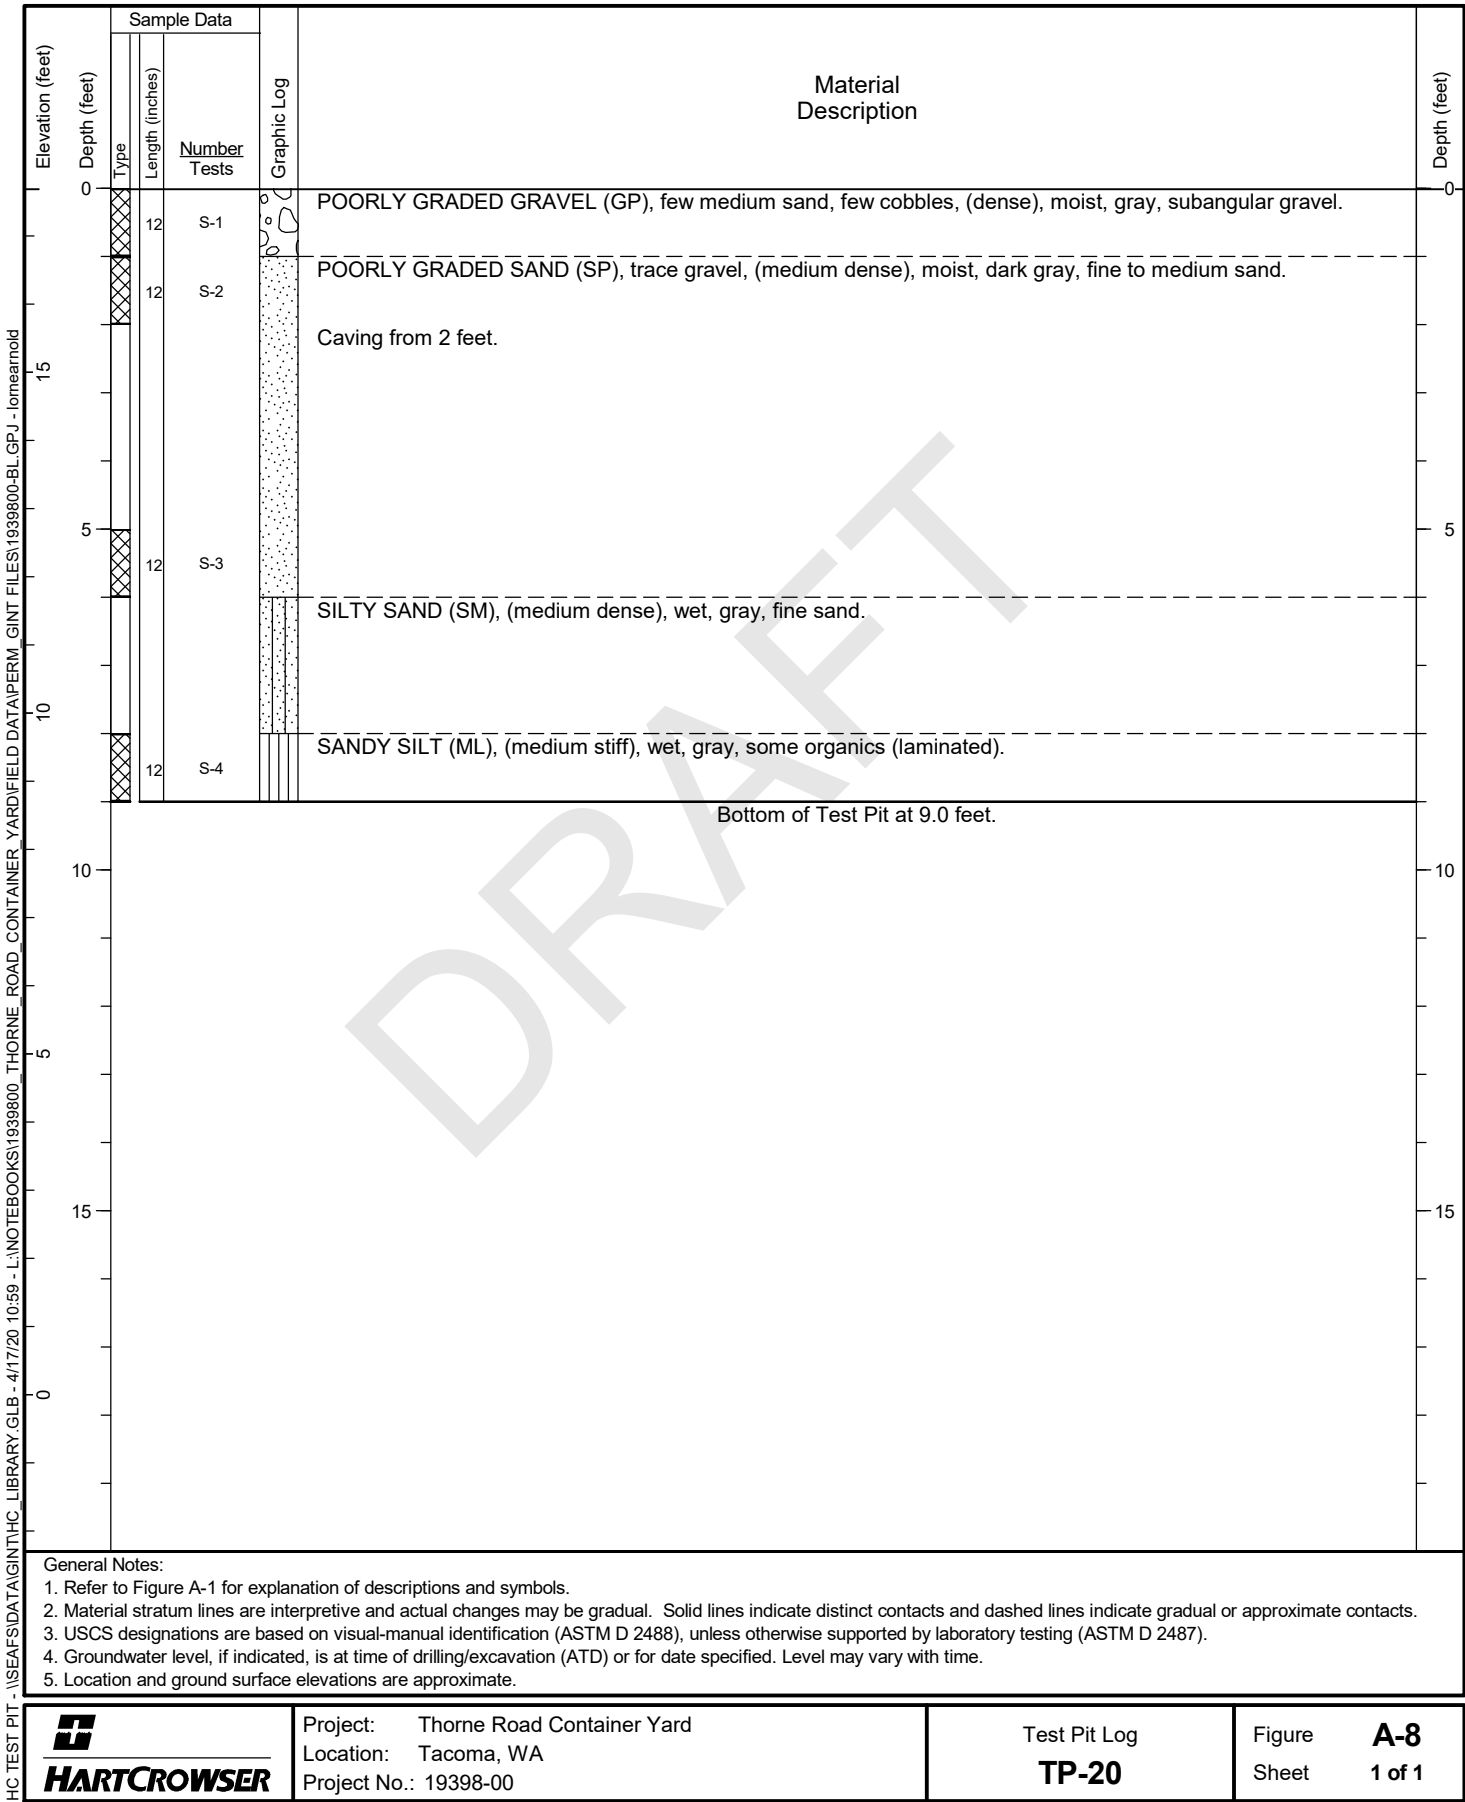 Sample Data
Elevation (feet)
Depth (feet)
Type
Length (inches)
Number
Tests
Graphic Log
Material
Description
Depth (feet)
0
0
12
S-1
POORLY GRADED GRAVEL (GP), few medium sand, few cobbles, (dense), moist, gray, subangular gravel.
12
S-2
POORLY GRADED SAND (SP), trace gravel, (medium dense), moist, dark gray, fine to medium sand.
Caving from 2 feet.
15
5
5
12
S-3
SILTY SAND (SM), (medium dense), wet, gray, fine sand.
10
12
S-4
SANDY SILT (ML), (medium stiff), wet, gray, some organics (laminated).
Bottom of Test Pit at 9.0 feet.
10
10
5
15
15
0
DRAFT
HC TEST PIT - \\SEAFS\DATA\GINT\HC_LIBRARY.GLB - 4/17/20 10:59 - L:\NOTEBOOKS\1939800_THORNE_ROAD_CONTAINER_YARD\FIELD DATA\PERM_GINT FILES\1939800-BL.GPJ - lornearnold
General Notes:
1. Refer to Figure A-1 for explanation of descriptions and symbols.
2. Material stratum lines are interpretive and actual changes may be gradual. Solid lines indicate distinct contacts and dashed lines indicate gradual or approximate contacts.
3. USCS designations are based on visual-manual identification (ASTM D 2488), unless otherwise supported by laboratory testing (ASTM D 2487).
4. Groundwater level, if indicated, is at time of drilling/excavation (ATD) or for date specified. Level may vary with time.
5. Location and ground surface elevations are approximate.
HARTCROWSER
Project: Thorne Road Container Yard
Location: Tacoma, WA
Project No.: 19398-00
Test Pit Log
TP-20
Figure A-8
Sheet 1 of 1